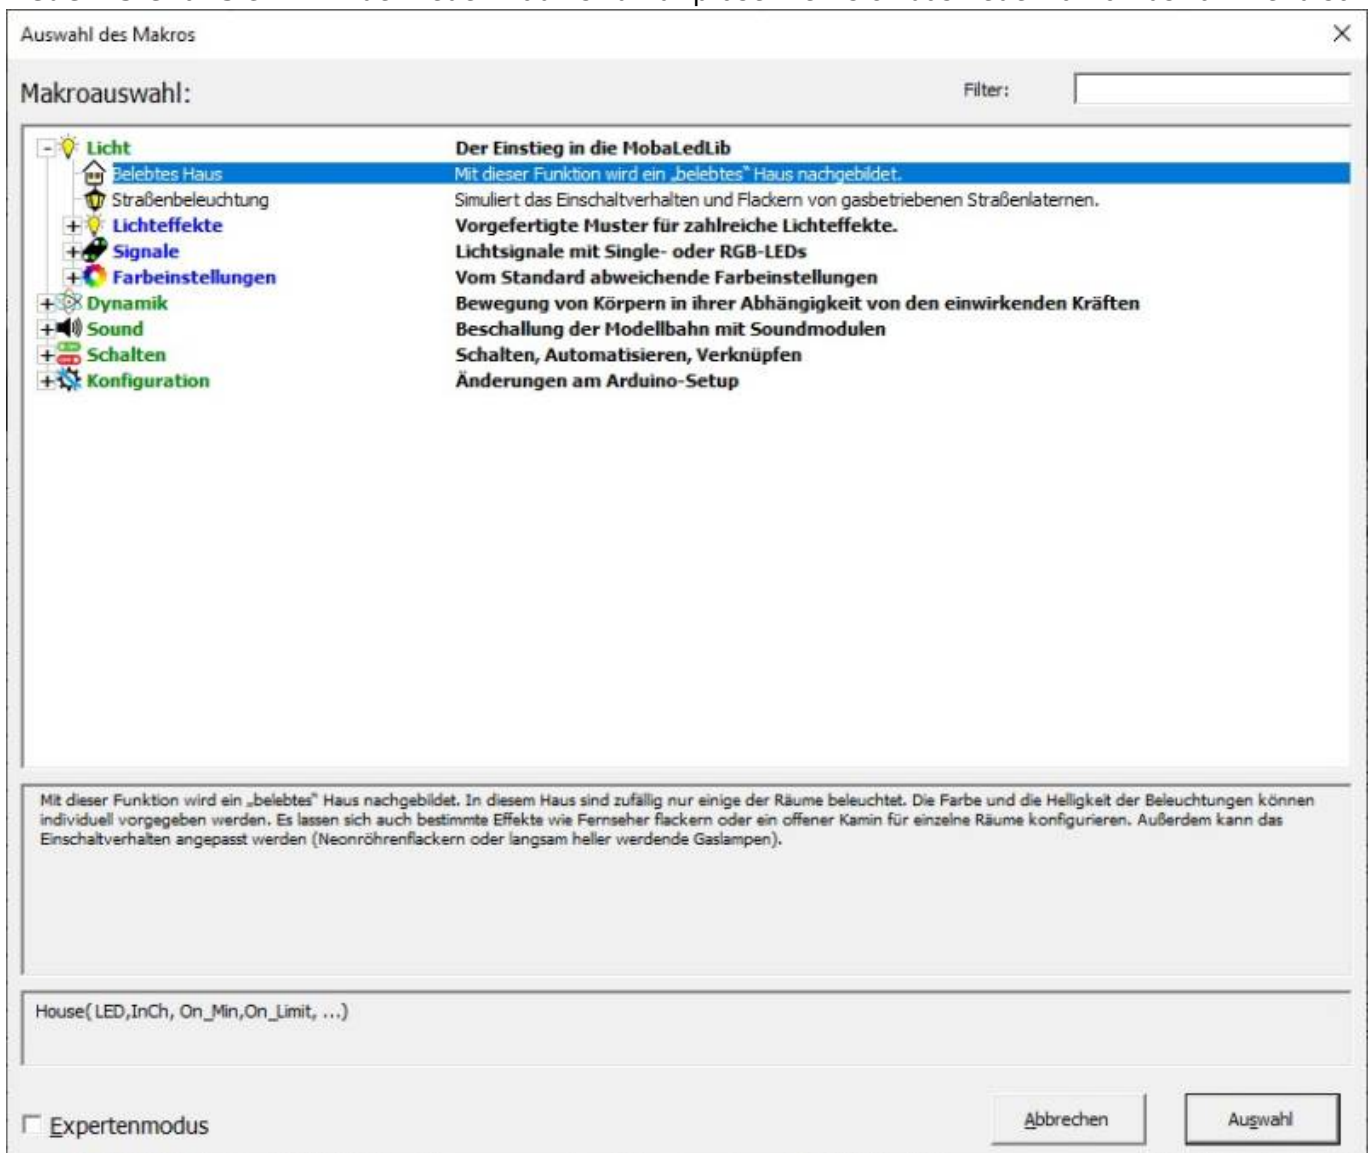 Auswahl des Makros
Makroauswahl:
Filter:
Licht Der Einstieg in die MobaLedLib
Belebtes Haus Mit dieser Funktion wird ein „belebtes“ Haus nachgebildet.
Straßenbeleuchtung Simuliert das Einschaltverhalten und Flackern von gasbetriebenen Straßenlaternen.
Lichteffekte Vorgefertigte Muster für zahlreiche Lichteffekte.
Signale Lichtsignale mit Single- oder RGB-LEDs
Farbeinstellungen Vom Standard abweichende Farbeinstellungen
Dynamik Bewegung von Körpern in ihrer Abhängigkeit von den einwirkenden Kräften
Sound Beschallung der Modellbahn mit Soundmodulen
Schalten Schalten, Automatisieren, Verknüpfen
Konfiguration Änderungen am Arduino-Setup
Mit dieser Funktion wird ein „belebtes“ Haus nachgebildet. In diesem Haus sind zufällig nur einige der Räume beleuchtet. Die Farbe und die Helligkeit der Beleuchtungen können
individuell vorgegeben werden. Es lassen sich auch bestimmte Effekte wie Fernseher flackern oder ein offener Kamin für einzelne Räume konfigurieren. Außerdem kann das
Einschaltverhalten angepasst werden (Neonröhrenflackern oder langsam heller werdende Gaslampen).
House( LED,InCh, On_Min,On_Limit, ...)
Expertenmodus
Abbrechen
Auswahl